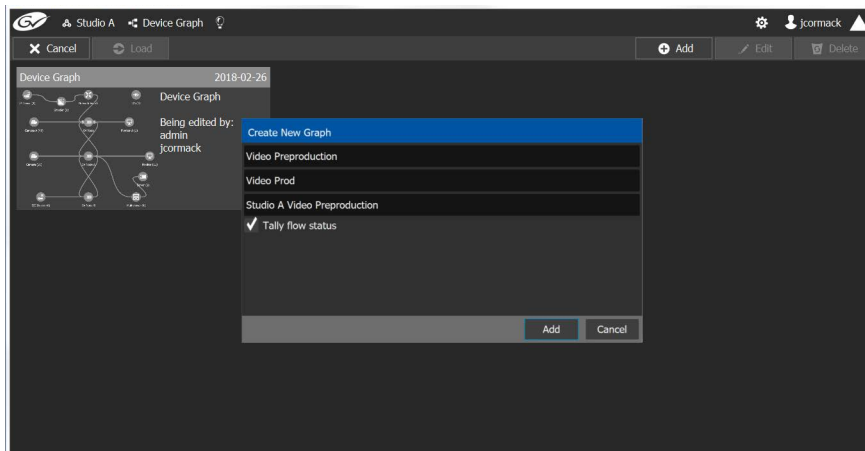 GV Studio A Device Graph jcormack
Cancel Load Add Edit Delete
Device Graph 2018-02-26
Device Graph
Being edited by:
admin
jcormack
Create New Graph
Video Preproduction
Video Prod
Studio A Video Preproduction
Tally flow status
Add Cancel